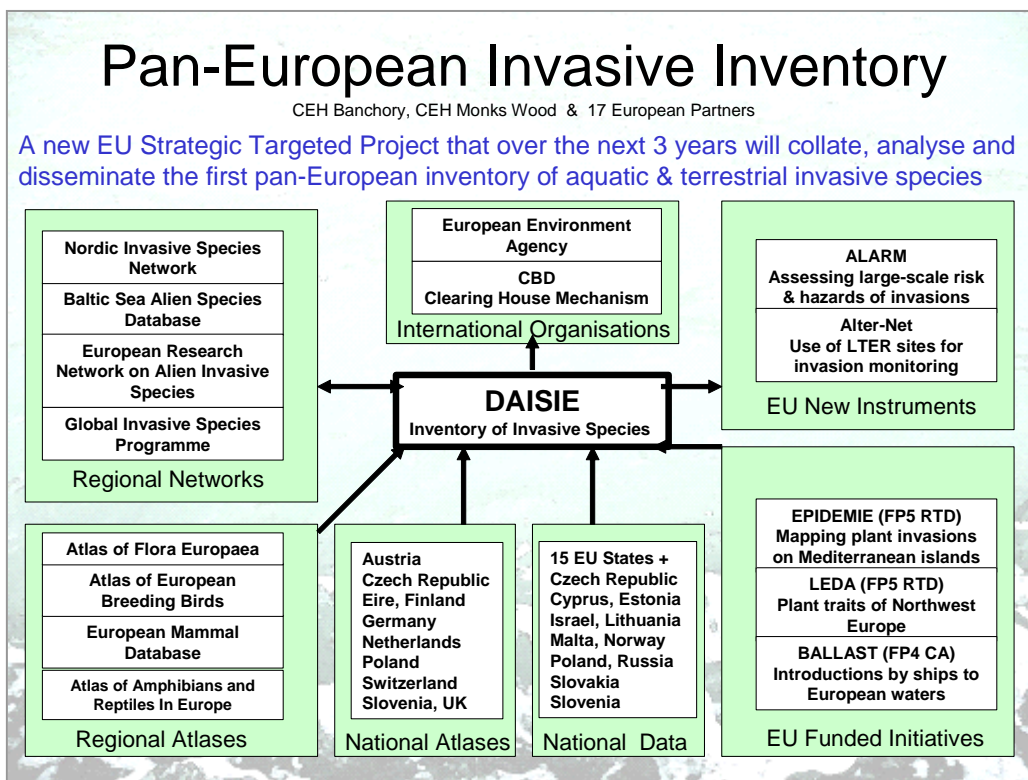 Pan-European Invasive Inventory
CEH Banchory, CEH Monks Wood & 17 European Partners
A new EU Strategic Targeted Project that over the next 3 years will collate, analyse and
disseminate the first pan-European inventory of aquatic & terrestrial invasive species
Nordic Invasive Species
Network
Baltic Sea Alien Species
Database
European Research
Network on Alien Invasive
Species
Global Invasive Species
Programme
Regional Networks
European Environment
Agency
CBD
Clearing House Mechanism
International Organisations
ALARM
Assessing large-scale risk
& hazards of invasions
Alter-Net
Use of LTER sites for
invasion monitoring
EU New Instruments
DAISIE
Inventory of Invasive Species
Atlas of Flora Europaea
Atlas of European
Breeding Birds
European Mammal
Database
Atlas of Amphibians and
Reptiles In Europe
Regional Atlases
Austria
Czech Republic
Eire, Finland
Germany
Netherlands
Poland
Switzerland
Slovenia, UK
National Atlases
15 EU States +
Czech Republic
Cyprus, Estonia
Israel, Lithuania
Malta, Norway
Poland, Russia
Slovakia
Slovenia
National Data
EPIDEMIE (FP5 RTD)
Mapping plant invasions
on Mediterranean islands
LEDA (FP5 RTD)
Plant traits of Northwest
Europe
BALLAST (FP4 CA)
Introductions by ships to
European waters
EU Funded Initiatives